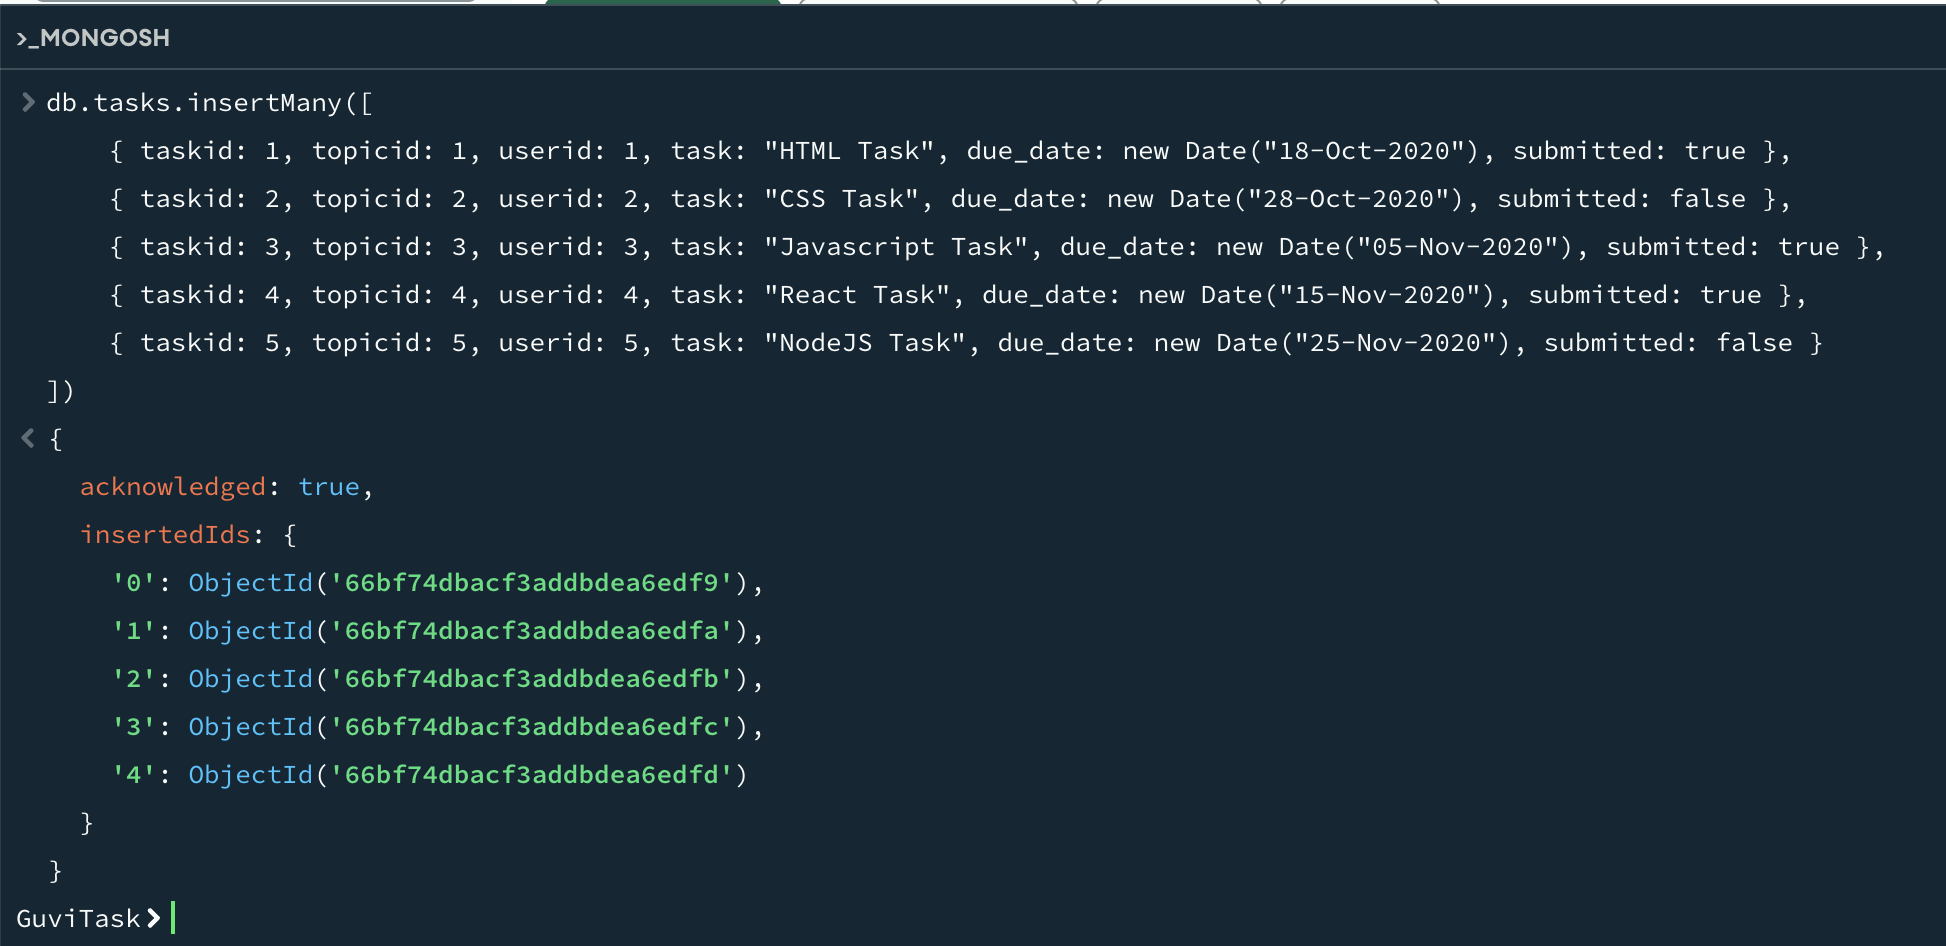 >_MONGOSH
> db.tasks.insertMany([
{ taskid: 1, topicid: 1, userid: 1, task: "HTML Task", due_date: new Date("18-Oct-2020"), submitted: true },
{ taskid: 2, topicid: 2, userid: 2, task: "CSS Task", due_date: new Date("28-Oct-2020"), submitted: false },
{ taskid: 3, topicid: 3, userid: 3, task: "Javascript Task", due_date: new Date("05-Nov-2020"), submitted: true },
{ taskid: 4, topicid: 4, userid: 4, task: "React Task", due_date: new Date("15-Nov-2020"), submitted: true },
{ taskid: 5, topicid: 5, userid: 5, task: "NodeJS Task", due_date: new Date("25-Nov-2020"), submitted: false }
])
< {
acknowledged: true,
insertedIds: {
'0': ObjectId('66bf74dbacf3addbdea6edf9'),
'1': ObjectId('66bf74dbacf3addbdea6edfa'),
'2': ObjectId('66bf74dbacf3addbdea6edfb'),
'3': ObjectId('66bf74dbacf3addbdea6edfc'),
'4': ObjectId('66bf74dbacf3addbdea6edfd')
}
}
GuviTask>